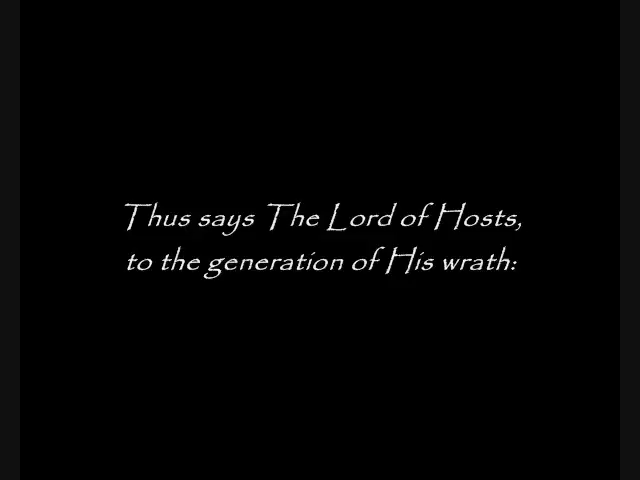 Thus says The Lord of Hosts,
to the generation of His wrath: